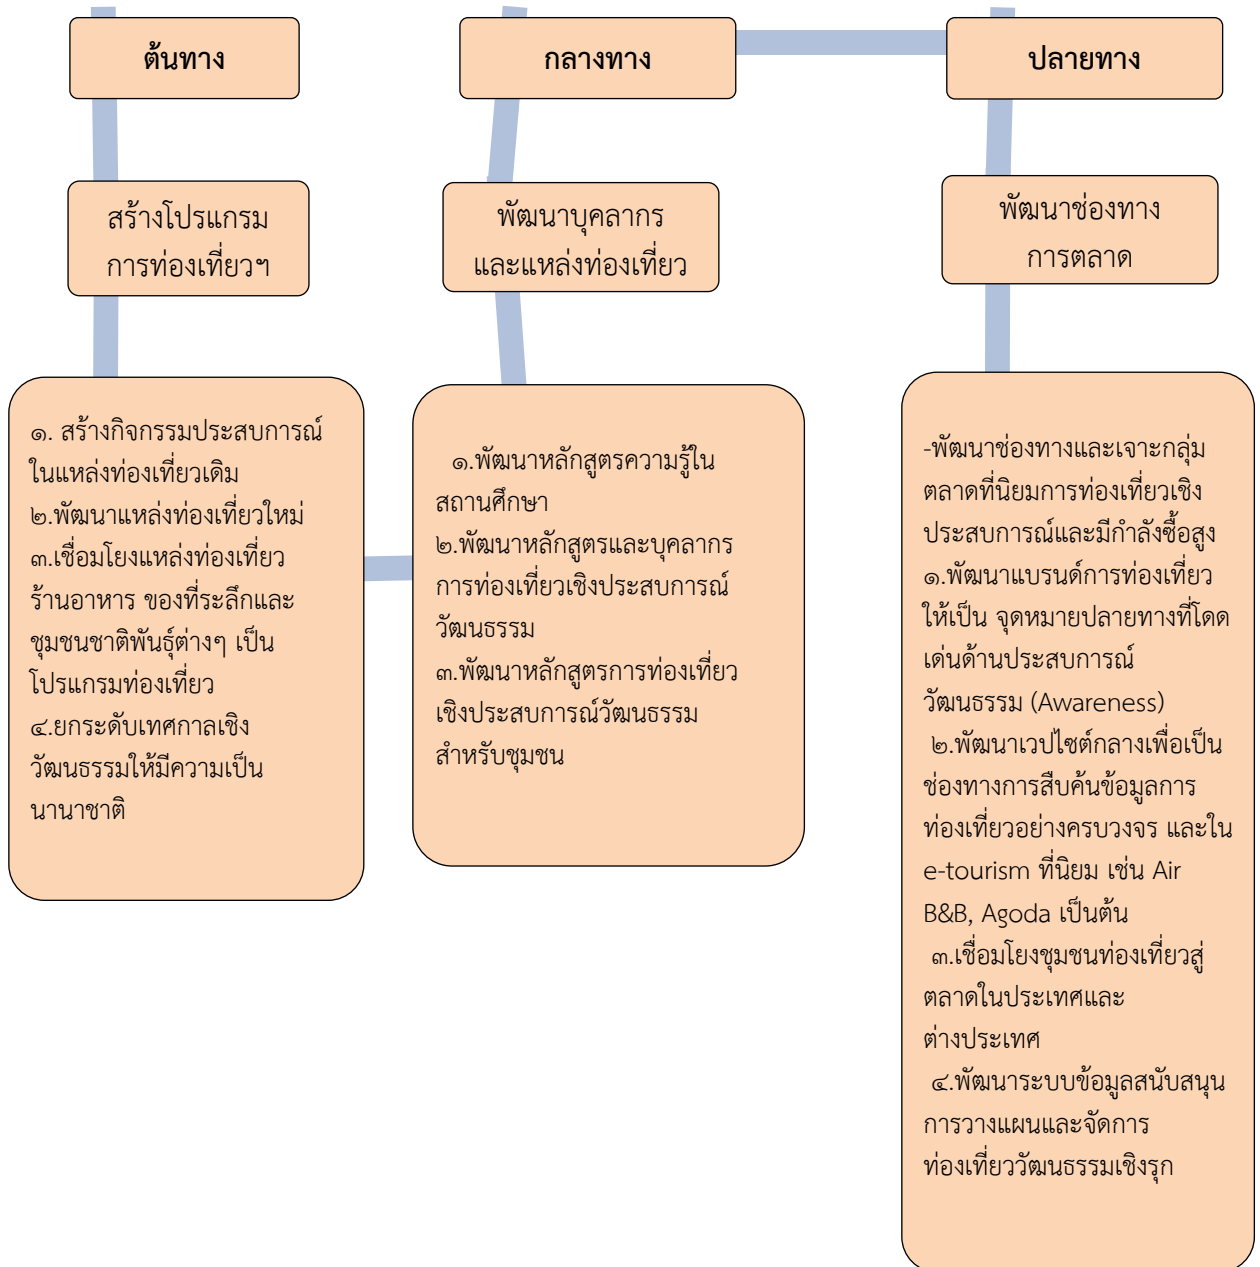 ต้นทาง
สร้างโปรแกรม
การท่องเที่ยวฯ
๑. สร้างกิจกรรมประสบการณ์
ในแหล่งท่องเที่ยวเดิม
๒.พัฒนาแหล่งท่องเที่ยวใหม่
๓.เชื่อมโยงแหล่งท่องเที่ยว
ร้านอาหาร ของที่ระลึกและ
ชุมชนชาติพันธุ์ต่างๆ เป็น
โปรแกรมท่องเที่ยว
๔.ยกระดับเทศกาลเชิง
วัฒนธรรมให้มีความเป็น
นานาชาติ
กลางทาง
พัฒนาบุคลากร
และแหล่งท่องเที่ยว
๑.พัฒนาหลักสูตรความรู้ใน
สถานศึกษา
๒.พัฒนาหลักสูตรและบุคลากร
การท่องเที่ยวเชิงประสบการณ์
วัฒนธรรม
๓.พัฒนาหลักสูตรการท่องเที่ยว
เชิงประสบการณ์วัฒนธรรม
สำหรับชุมชน
ปลายทาง
พัฒนาช่องทาง
การตลาด
-พัฒนาช่องทางและเจาะกลุ่ม
ตลาดที่นิยมการท่องเที่ยวเชิง
ประสบการณ์และมีกำลังซื้อสูง
๑.พัฒนาแบรนด์การท่องเที่ยว
ให้เป็น จุดหมายปลายทางที่โดด
เด่นด้านประสบการณ์
วัฒนธรรม (Awareness)
๒.พัฒนาเวปไซต์กลางเพื่อเป็น
ช่องทางการสืบค้นข้อมูลการ
ท่องเที่ยวอย่างครบวงจร และใน
e-tourism ที่นิยม เช่น Air
B&B, Agoda เป็นต้น
๓.เชื่อมโยงชุมชนท่องเที่ยวสู่
ตลาดในประเทศและ
ต่างประเทศ
๔.พัฒนาระบบข้อมูลสนับสนุน
การวางแผนและจัดการ
ท่องเที่ยววัฒนธรรมเชิงรุก